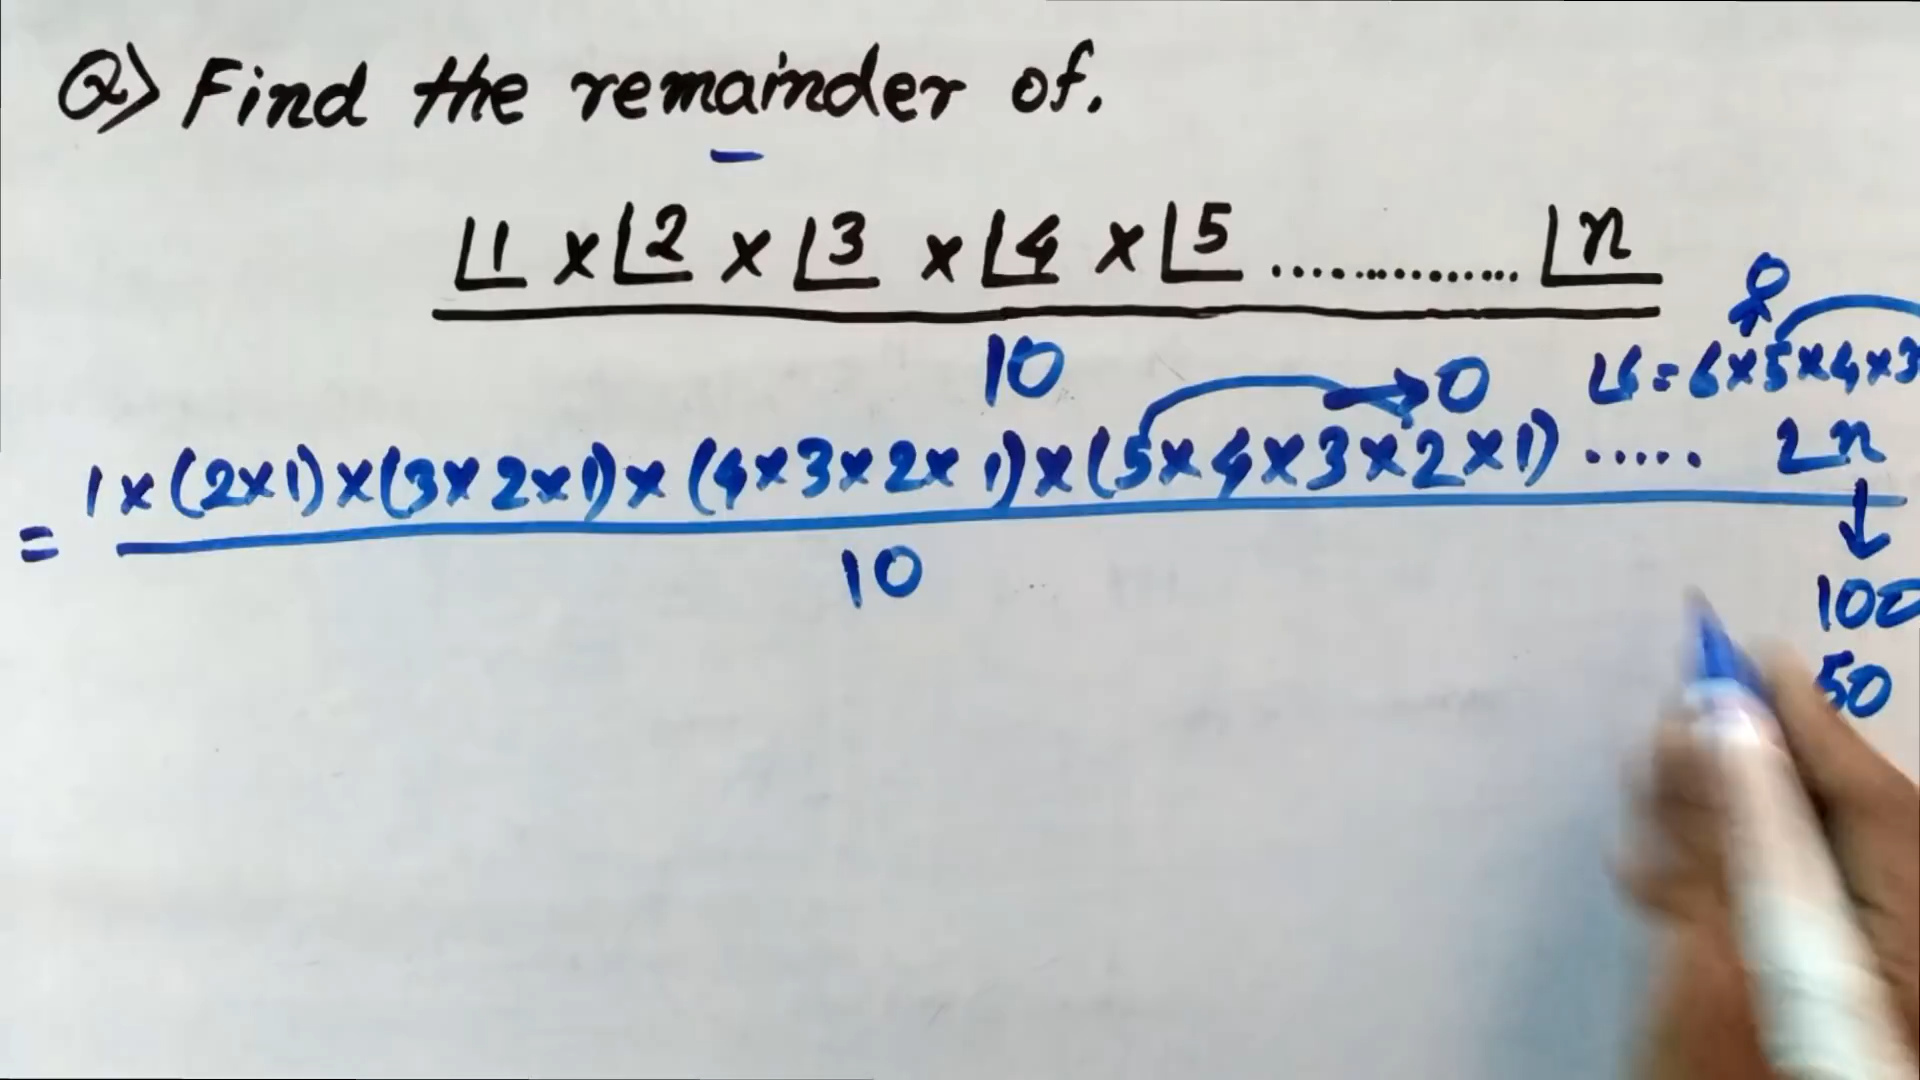 Q) Find the remainder of.
⌊1 × ⌊2 × ⌊3 × ⌊4 × ⌊5 ............... ⌊n
10
0
⌊6 = 6×5×4×3
0
1×(2×1)×(3×2×1)×(4×3×2×1)×(5×4×3×2×1) ..... ⌊n
=
10
↓
100
50